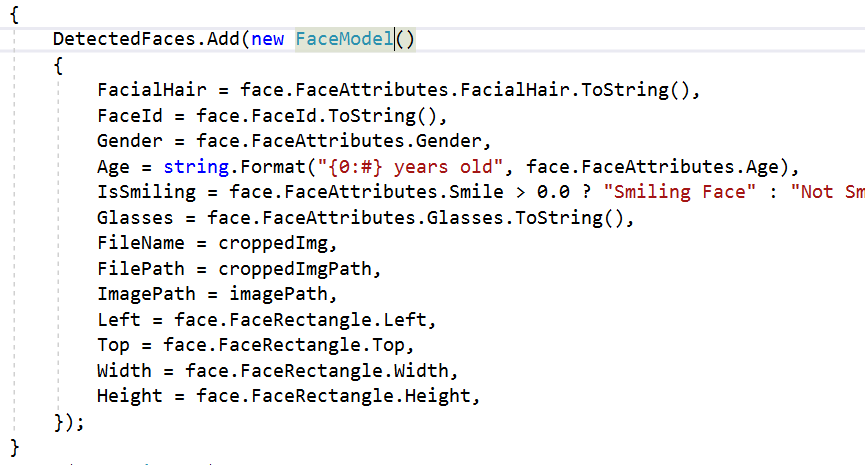 {
DetectedFaces.Add(new FaceModel()
{
FacialHair = face.FaceAttributes.FacialHair.ToString(),
FaceId = face.FaceId.ToString(),
Gender = face.FaceAttributes.Gender,
Age = string.Format("{0:#} years old", face.FaceAttributes.Age),
IsSmiling = face.FaceAttributes.Smile > 0.0 ? "Smiling Face" : "Not Sm
Glasses = face.FaceAttributes.Glasses.ToString(),
FileName = croppedImg,
FilePath = croppedImgPath,
ImagePath = imagePath,
Left = face.FaceRectangle.Left,
Top = face.FaceRectangle.Top,
Width = face.FaceRectangle.Width,
Height = face.FaceRectangle.Height,
});
}